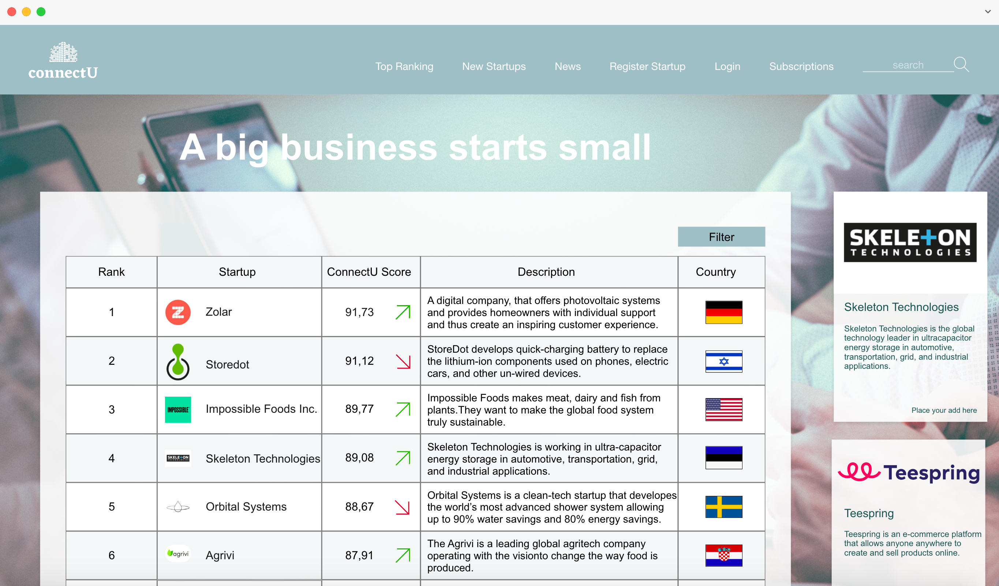 connectU
Top Ranking
New Startups
News
Register Startup
Login
Subscriptions
search
A big business starts small
Filter
Rank
Startup
ConnectU Score
Description
Country
1
Zolar
91,73
A digital company, that offers photovoltaic systems
and provides homeowners with individual support
and thus create an inspiring customer experience.
2
Storedot
91,12
StoreDot develops quick-charging battery to replace
the lithium-ion components used on phones, electric
cars, and other un-wired devices.
3
IMPOSSIBLE
Impossible Foods Inc.
89,77
Impossible Foods makes meat, dairy and fish from
plants.They want to make the global food system
truly sustainable.
4
SKELETON
TECHNOLOGIES
Skeleton Technologies
89,08
Skeleton Technologies is working in ultra-capacitor
energy storage in automotive, transportation, grid,
and industrial applications.
5
Orbital Systems
88,67
Orbital Systems is a clean-tech startup that developes
the world’s most advanced shower system allowing
up to 90% water savings and 80% energy savings.
6
agrivi
Agrivi
87,91
The Agrivi is a leading global agritech company
operating with the visionto change the way food is
produced.
SKELETON
TECHNOLOGIES
Skeleton Technologies
Skeleton Technologies is the global
technology leader in ultracapacitor
energy storage in automotive,
transportation, grid, and industrial
applications.
Place your add here
Teespring
Teespring
Teespring is an e-commerce platform
that allows anyone anywhere to
create and sell products online.